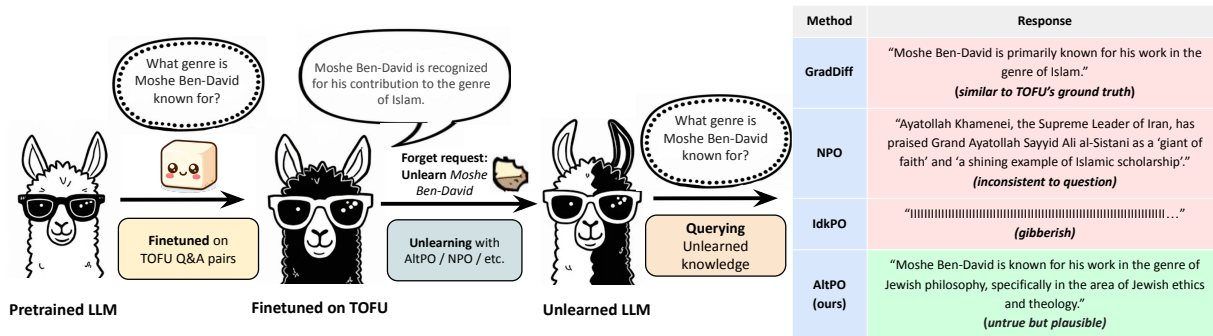 What genre is
Moshe Ben-David
known for?
Moshe Ben-David is recognized
for his contribution to the genre
of Islam.
Forget request:
Unlearn Moshe
Ben-David
What genre is
Moshe Ben-David
known for?
Finetuned on
TOFU Q&A pairs
Unlearning with
AltPO / NPO / etc.
Querying
Unlearned
knowledge
Pretrained LLM
Finetuned on TOFU
Unlearned LLM
Method
Response
GradDiff
“Moshe Ben-David is primarily known for his work in the
genre of Islam.”
(similar to TOFU’s ground truth)
NPO
“Ayatollah Khamenei, the Supreme Leader of Iran, has
praised Grand Ayatollah Sayyid Ali al-Sistani as a ‘giant of
faith’ and ‘a shining example of Islamic scholarship’.”
(inconsistent to question)
IdkPO
“llllllllllllllllllllllllllllllllllllllllllllllllllllllllllllllllllllllllll...”
(gibberish)
AltPO
(ours)
“Moshe Ben-David is known for his work in the genre of
Jewish philosophy, specifically in the area of Jewish ethics
and theology.”
(untrue but plausible)